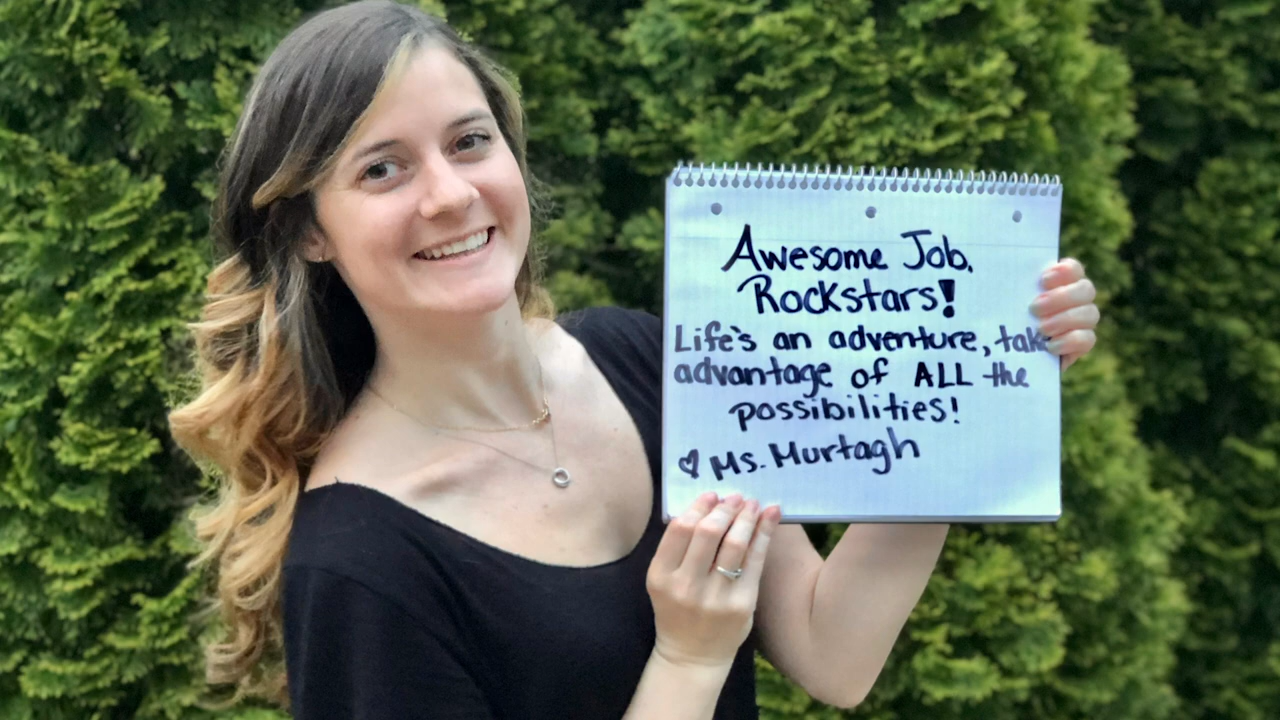 Awesome Job,
Rockstars!
Life's an adventure, take
advantage of ALL the
possibilities!
♡ Ms. Murtagh